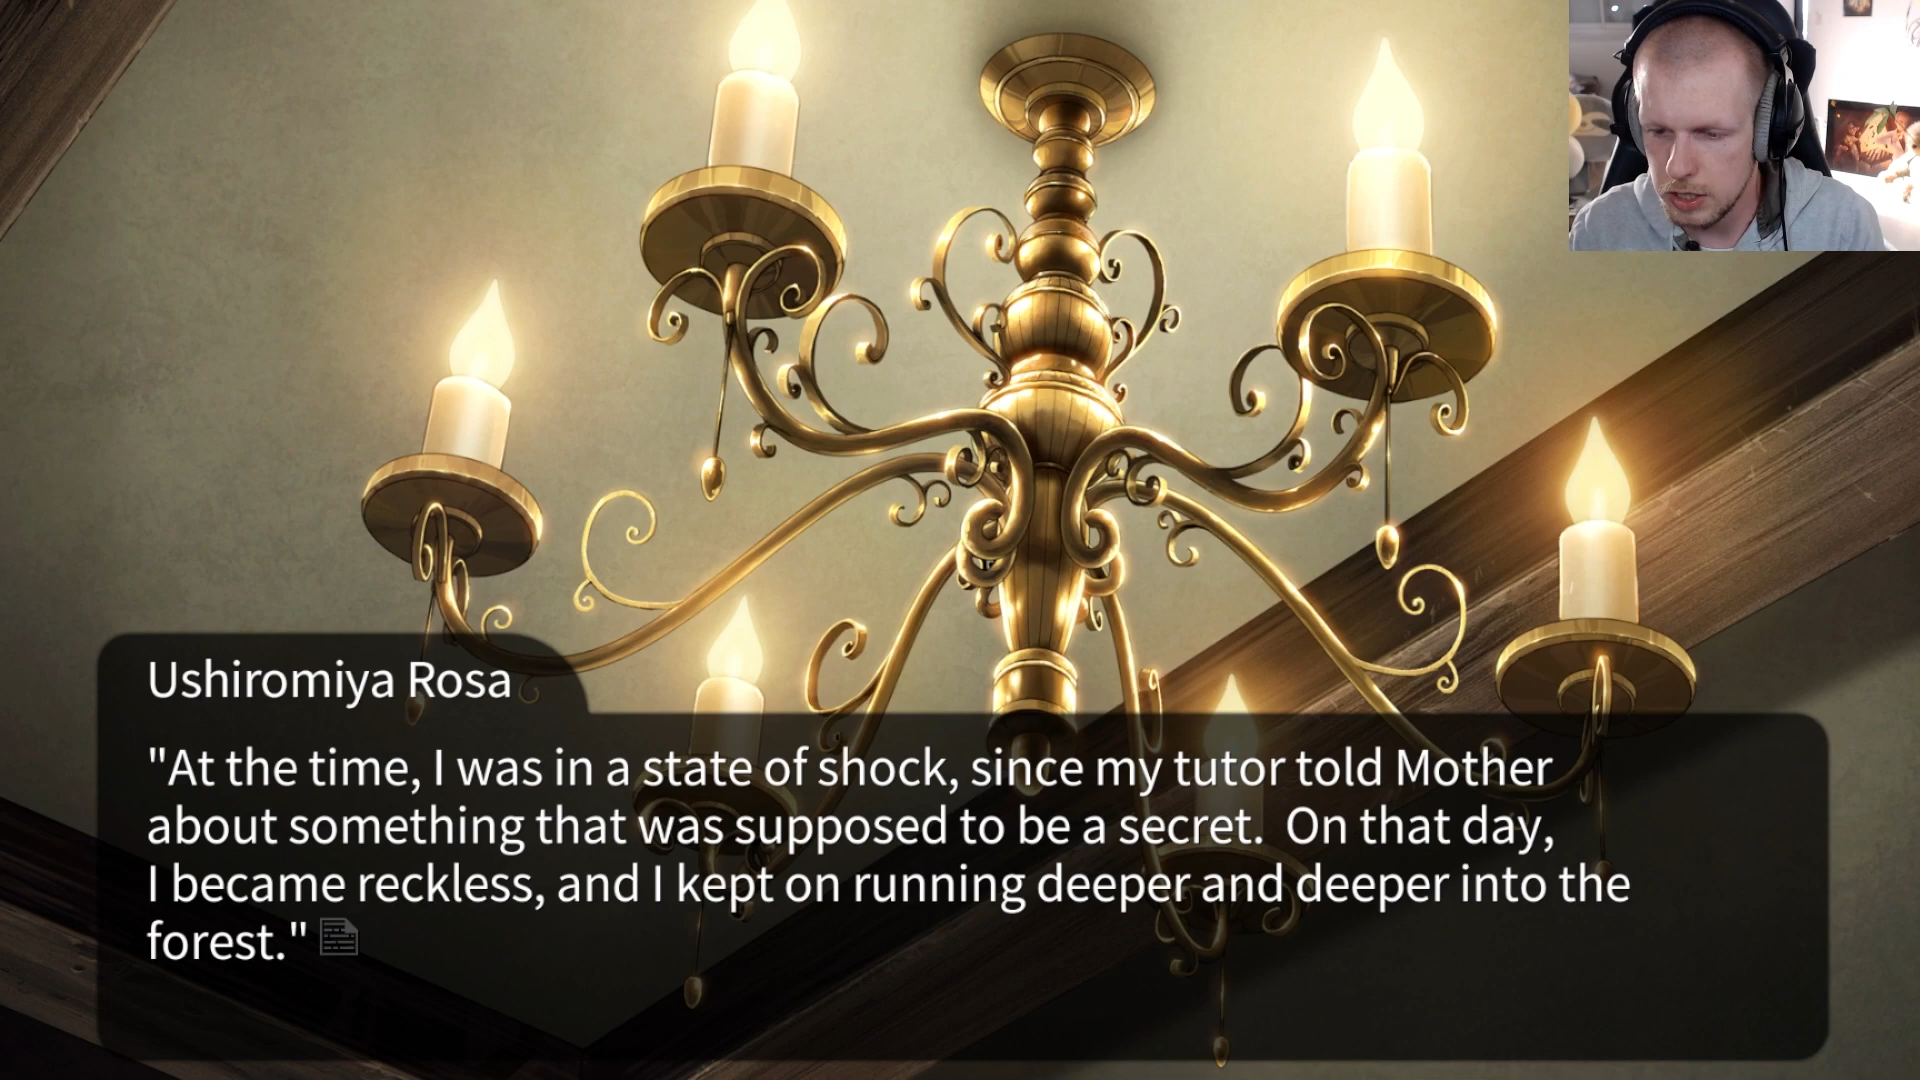 Ushiromiya Rosa
"At the time, I was in a state of shock, since my tutor told Mother
about something that was supposed to be a secret.  On that day,
I became reckless, and I kept on running deeper and deeper into the
forest."